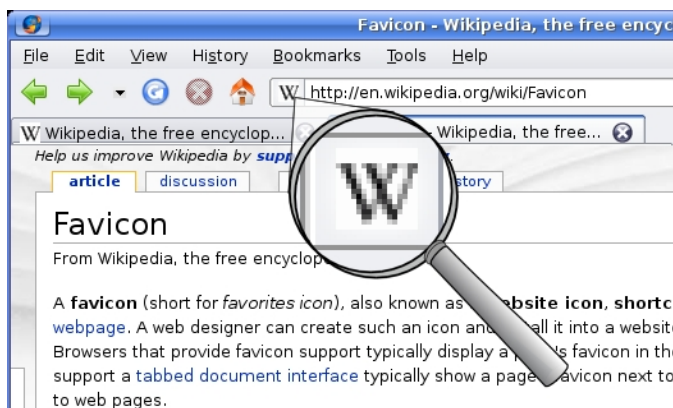 Favicon - Wikipedia, the free encyc
File Edit View History Bookmarks Tools Help
W http://en.wikipedia.org/wiki/Favicon
W Wikipedia, the free encyclop... - Wikipedia, the free...
Help us improve Wikipedia by supp
W
article discussion story
Favicon
From Wikipedia, the free encyclop
A favicon (short for favorites icon), also known as ebsite icon, shortc
webpage. A web designer can create such an icon and all it into a websit
Browsers that provide favicon support typically display a p 's favicon in the
support a tabbed document interface typically show a page avicon next to
to web pages.